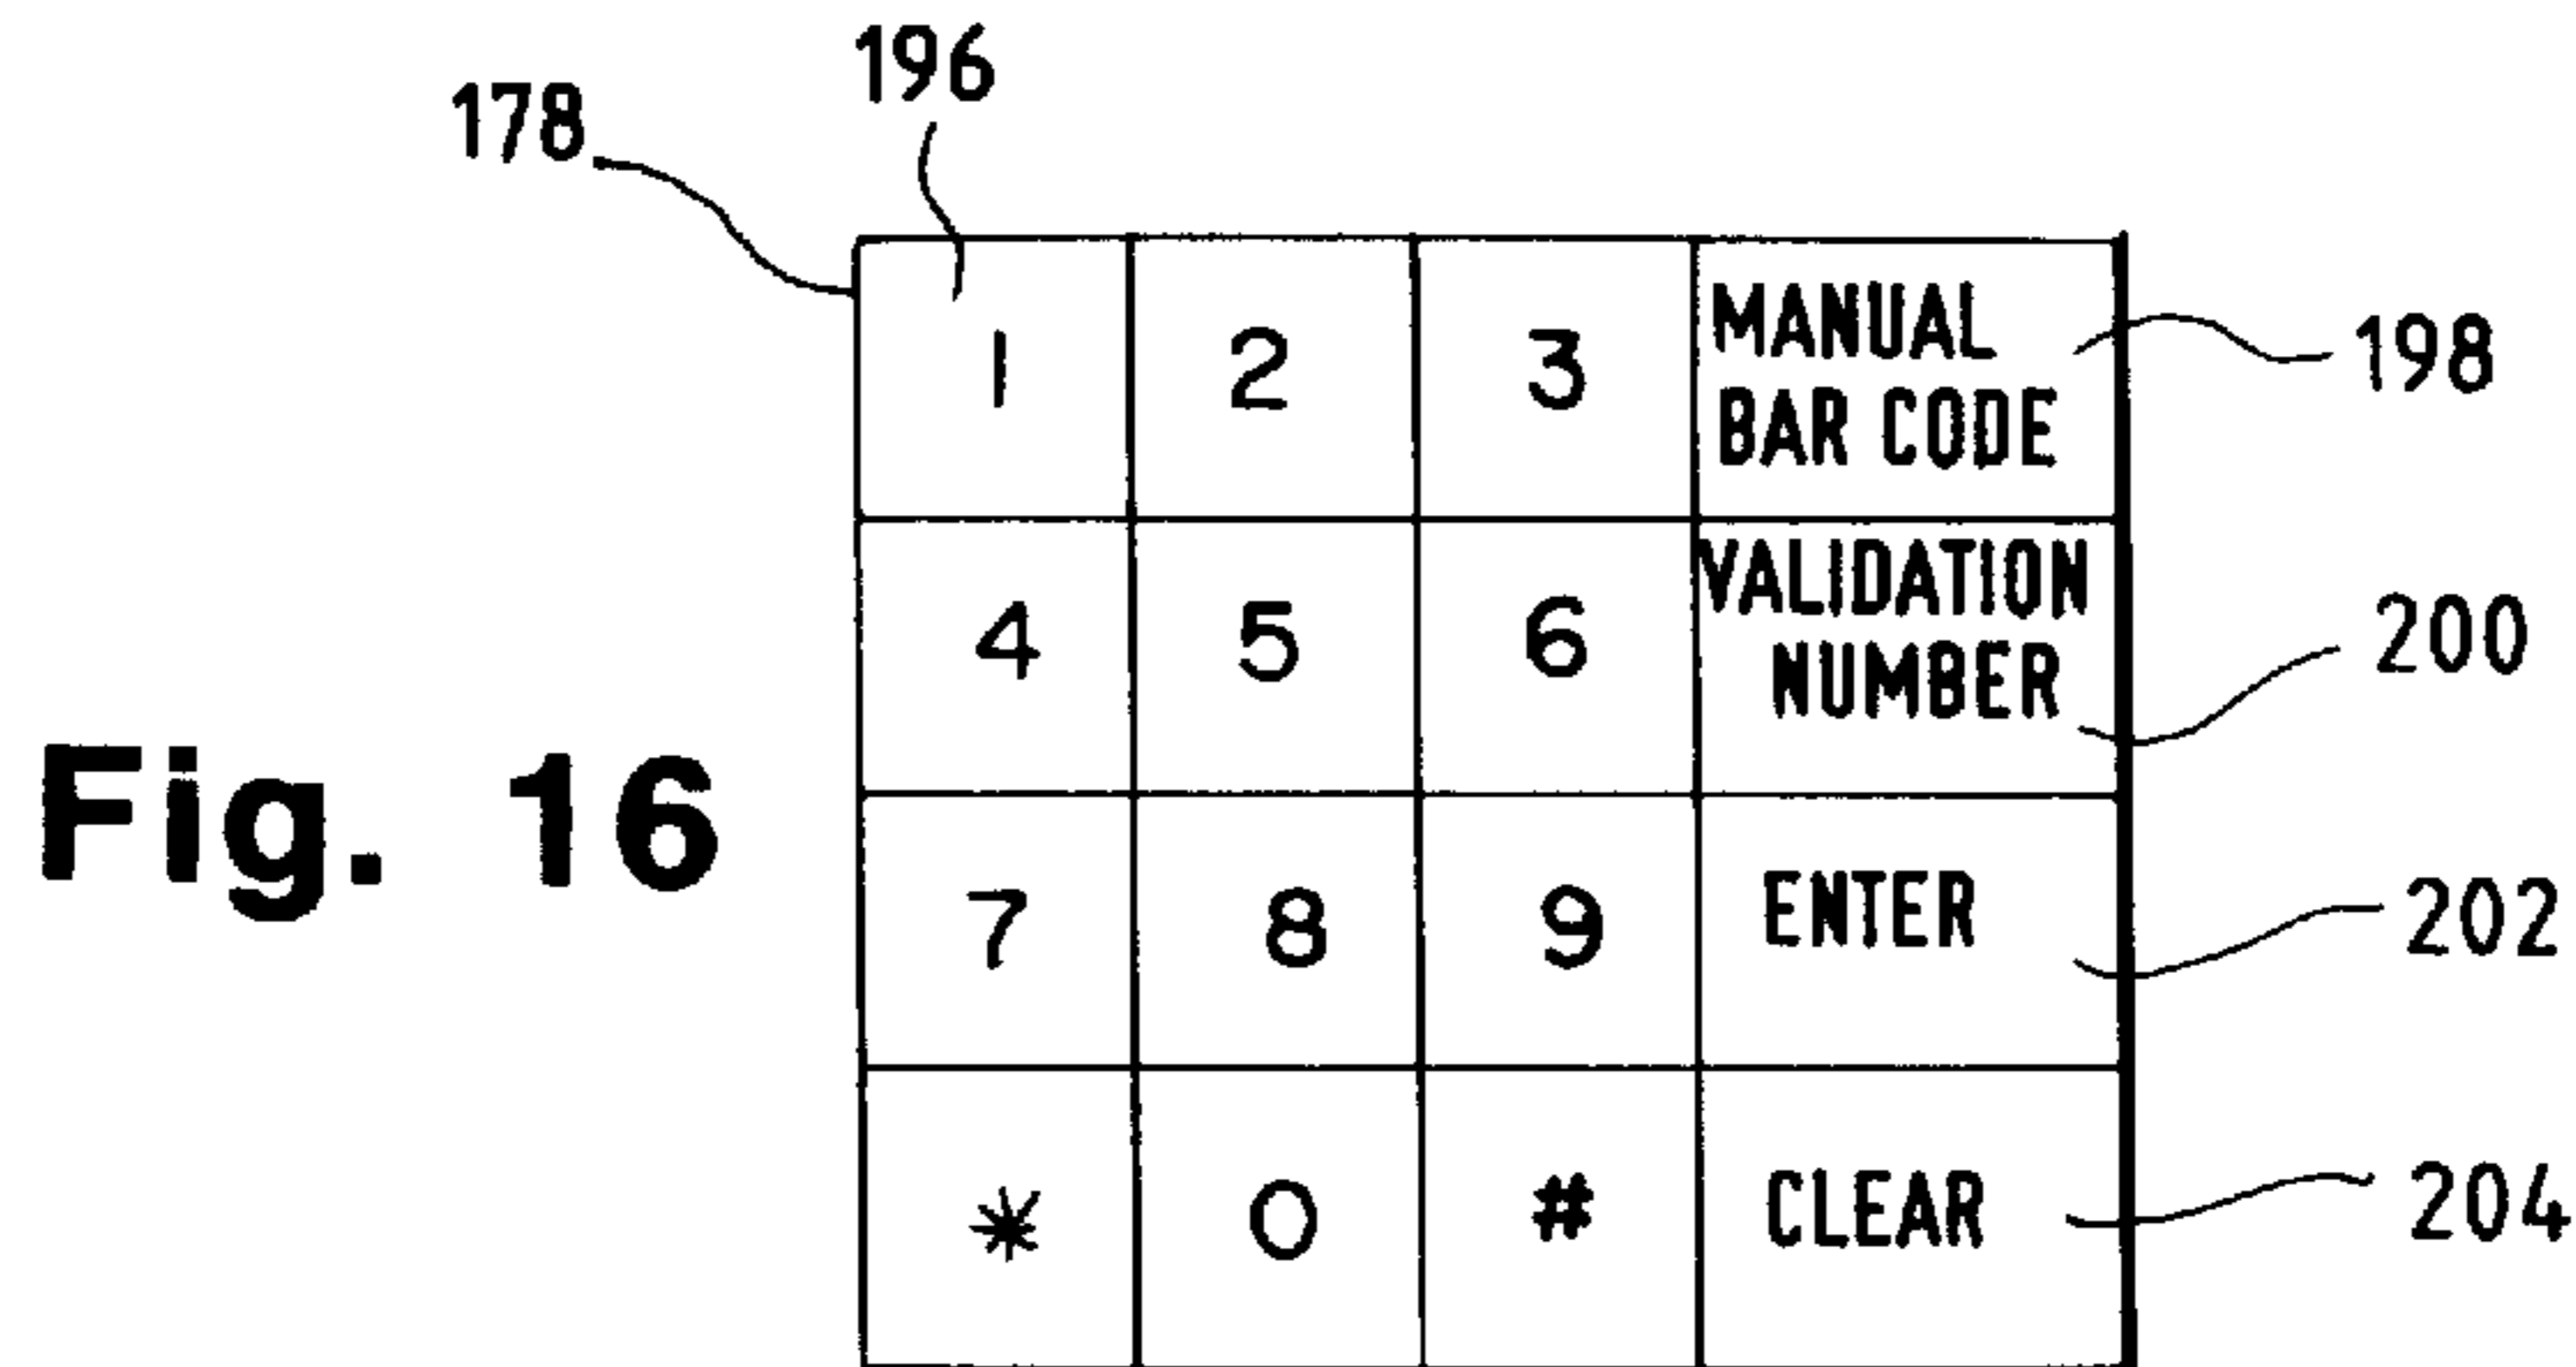 196
178
1 2 3 MANUAL
BAR CODE
198
4 5 6 VALIDATION
NUMBER
200
Fig. 16
7 8 9 ENTER
202
* 0 # CLEAR
204